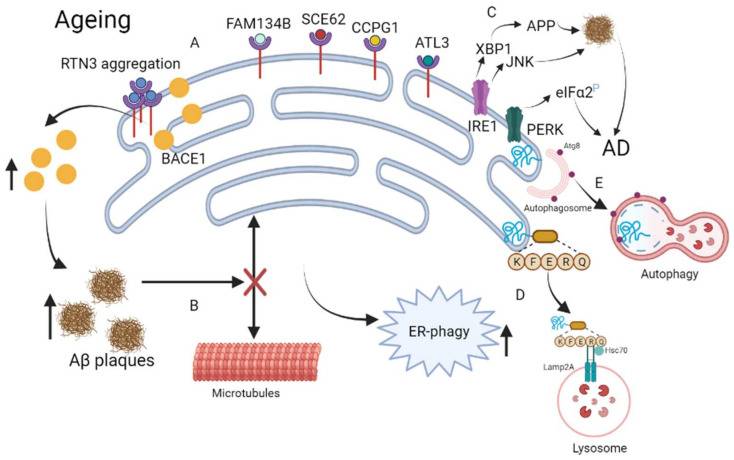 Ageing
A
FAM134B
SCE62
CCPG1
ATL3
C
APP
XBP1
JNK
RTN3 aggregation
IRE1
eIFα2P
PERK
AD
BACE1
Atg8
E
Autophagosome
Autophagy
K F E R Q
B
D
Aβ plaques
ER-phagy
K F E R Q
Hsc70
Lamp2A
Microtubules
Lysosome